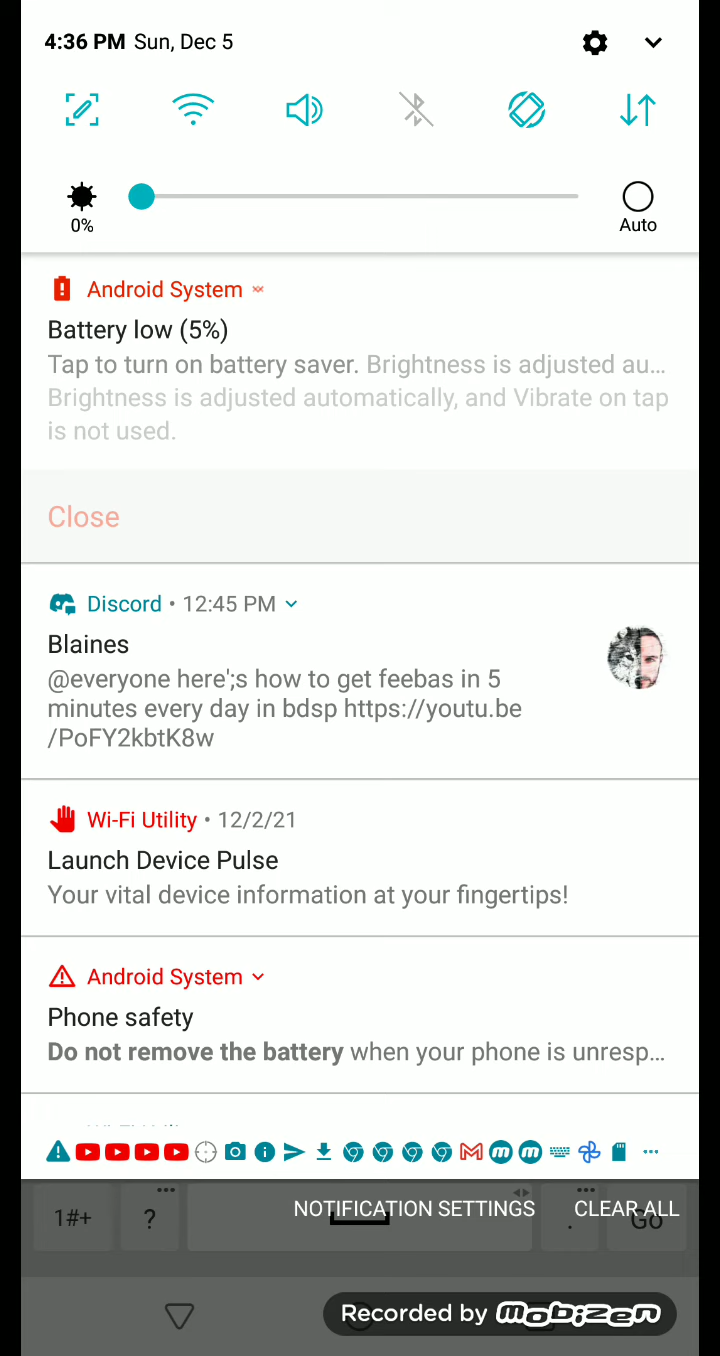 4:36 PM Sun, Dec 5
0%
Auto
Android System
Battery low (5%)
Tap to turn on battery saver. Brightness is adjusted au...
Brightness is adjusted automatically, and Vibrate on tap
is not used.
Close
Discord • 12:45 PM
Blaines
@everyone here';s how to get feebas in 5
minutes every day in bdsp https://youtu.be
/PoFY2kbtK8w
Wi-Fi Utility • 12/2/21
Launch Device Pulse
Your vital device information at your fingertips!
Android System
Phone safety
Do not remove the battery when your phone is unresp...
NOTIFICATION SETTINGS CLEAR ALL
1#+ ? . Go
Recorded by mobizen